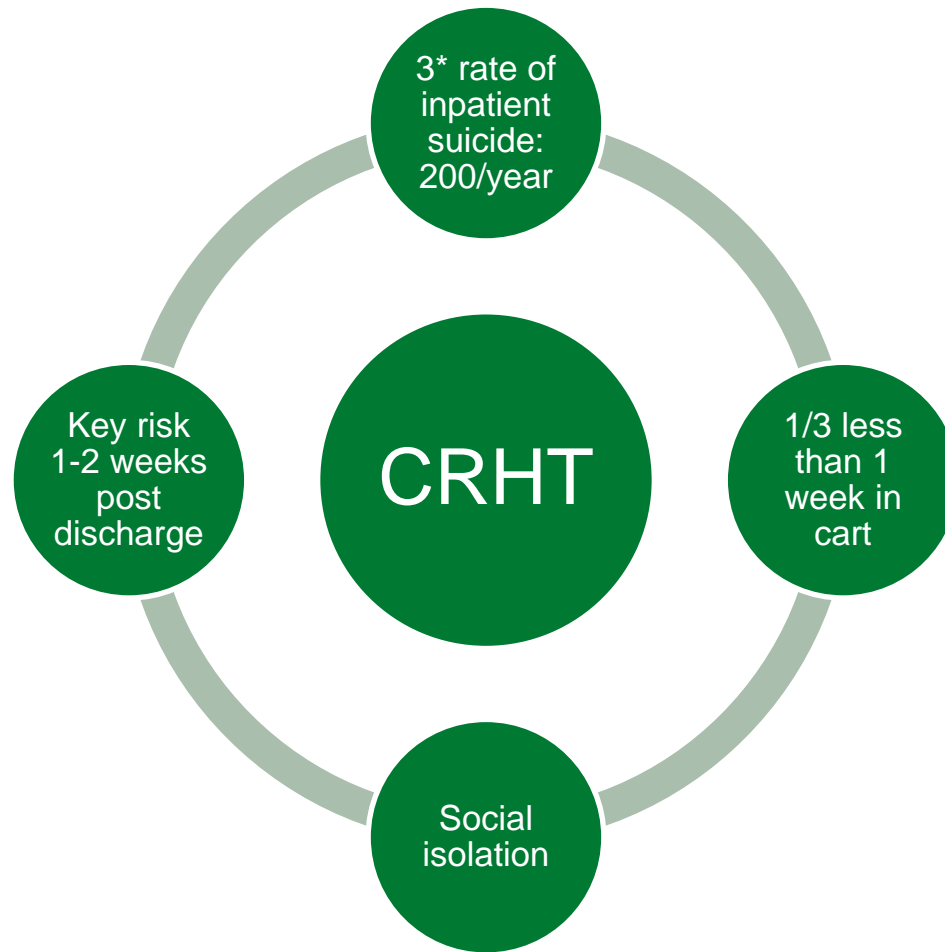 3* rate of
inpatient
suicide:
200/year
Key risk
1-2 weeks
post
discharge
CRHT
1/3 less
than 1
week in
cart
Social
isolation